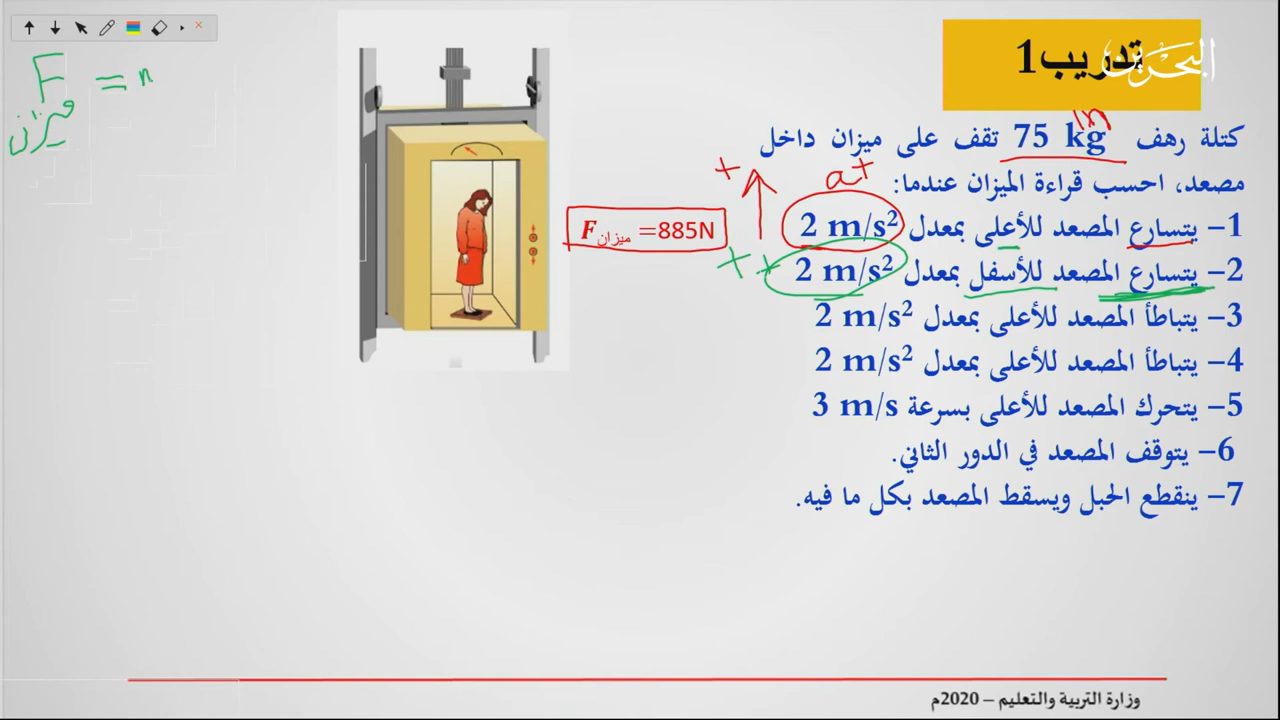 البحرين
تدريب1
كتلة رهف 75 kg تقف على ميزان داخل
مصعد، احسب قراءة الميزان عندما:
1– يتسارع المصعد للأعلى بمعدل 2 m/s²
2– يتسارع المصعد للأسفل بمعدل 2 m/s²
3– يتباطأ المصعد للأعلى بمعدل 2 m/s²
4– يتباطأ المصعد للأعلى بمعدل 2 m/s²
5– يتحرك المصعد للأعلى بسرعة 3 m/s
6– يتوقف المصعد في الدور الثاني.
7– ينقطع الحبل ويسقط المصعد بكل ما فيه.
m
a+
+
+ +
F ميزان =885N
F ميزان = m
وزارة التربية والتعليم – 2020م